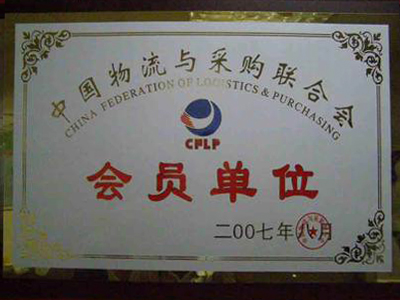 中国物流与采购联合会
CHINA FEDERATION OF LOGISTICS & PURCHASING
CFLP
会员单位
二00七年八月